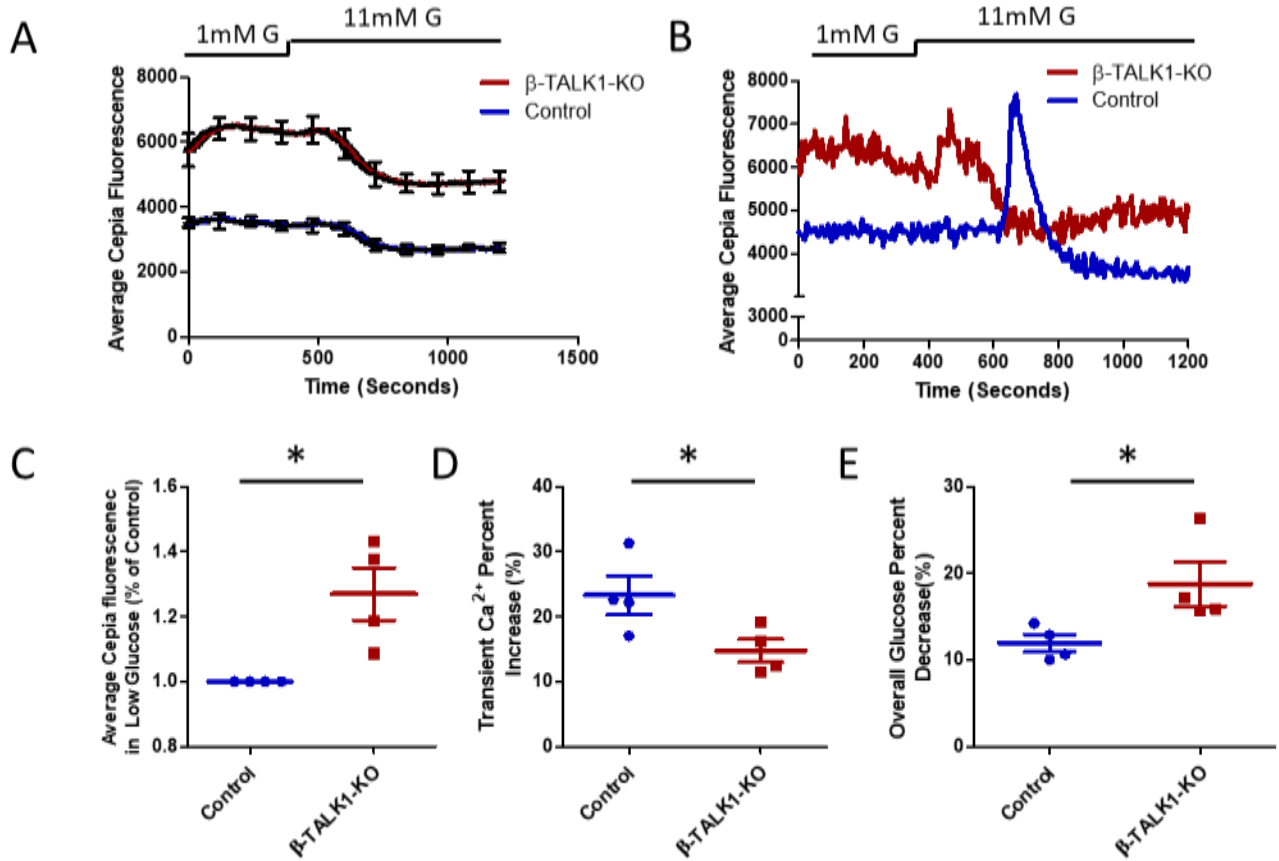 A
1mM G
11mM G
β-TALK1-KO
Control
Average Cepia Fluorescence
8000
6000
4000
2000
0
0
500
1000
1500
Time (Seconds)
B
1mM G
11mM G
β-TALK1-KO
Control
Average Cepia Fluorescence
8000
7000
6000
5000
4000
3000
0
0
200
400
600
800
1000
1200
Time (Seconds)
C
*
Average Cepia fluorescenec
in Low Glucose (% of Control)
1.6
1.4
1.2
1.0
0.8
Control
β-TALK1-KO
D
*
Transient Ca²⁺ Percent
Increase (%)
40
30
20
10
0
Control
β-TALK1-KO
E
*
Overall Glucose Percent
Decrease(%)
30
20
10
0
Control
β-TALK1-KO